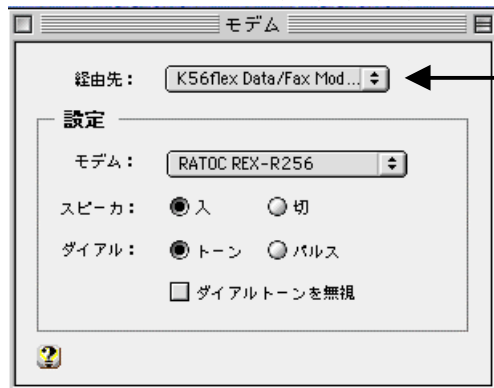 モデム
経由先： K56flex Data/Fax Mod...
設定
モデム： RATOC REX-R256
スピーカ： 入 切
ダイアル： トーン パルス
ダイアルトーンを無視
?